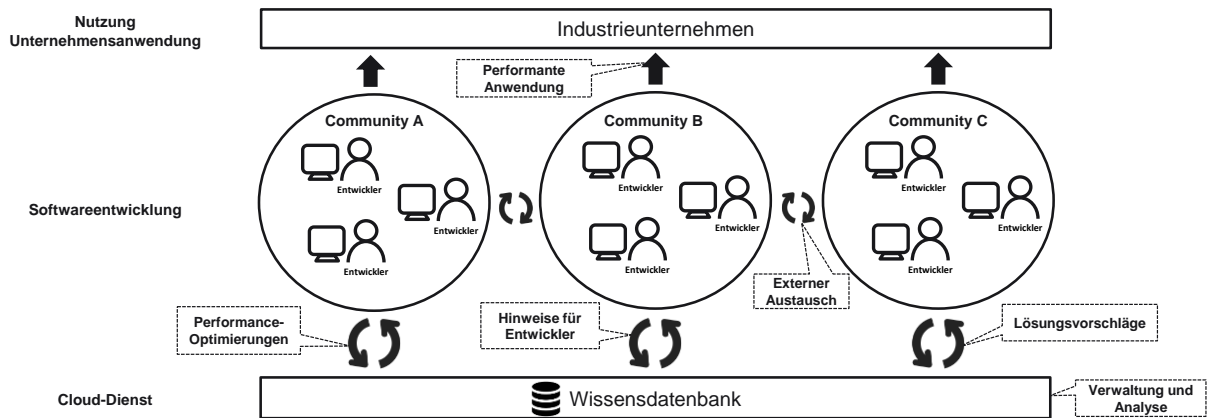 Nutzung
Unternehmensanwendung
Industrieunternehmen
Performante
Anwendung
Community A
Community B
Community C
Entwickler
Entwickler
Entwickler
Entwickler
Entwickler
Entwickler
Entwickler
Entwickler
Entwickler
Softwareentwicklung
Externer
Austausch
Performance-
Optimierungen
Hinweise für
Entwickler
Lösungsvorschläge
Cloud-Dienst
Wissensdatenbank
Verwaltung und
Analyse